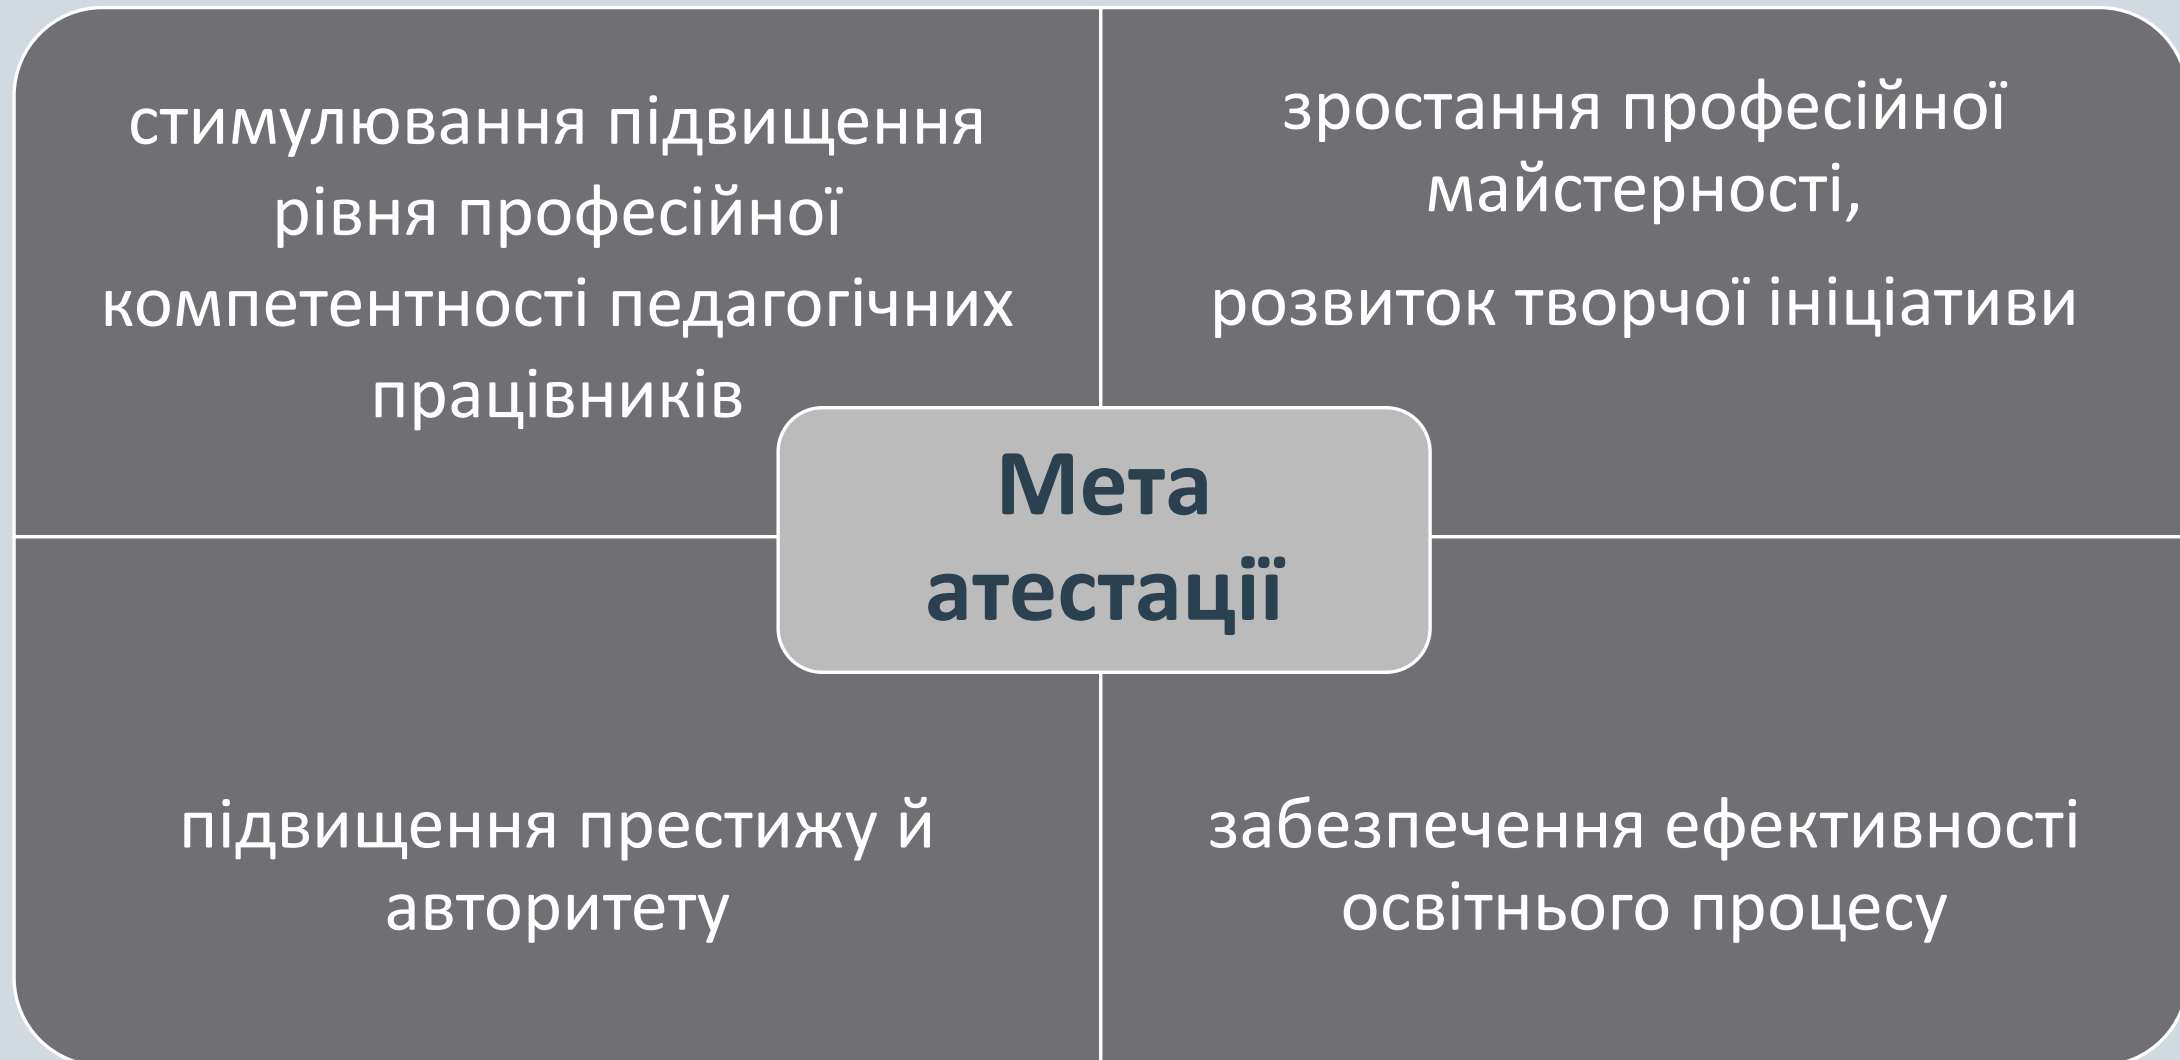 стимулювання підвищення
рівня професійної
компетентності педагогічних
працівників
зростання професійної
майстерності,
розвиток творчої ініціативи
Мета
атестації
підвищення престижу й
авторитету
забезпечення ефективності
освітнього процесу